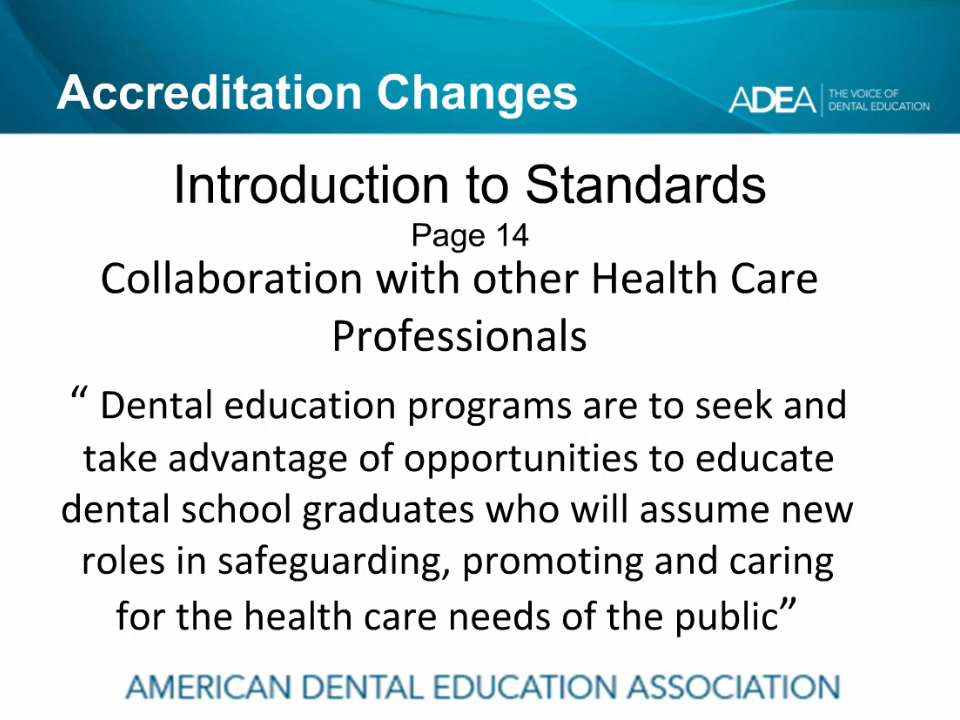 Accreditation Changes
ADEA
THE VOICE OF
DENTAL EDUCATION
Introduction to Standards
Page 14
Collaboration with other Health Care
Professionals
“ Dental education programs are to seek and
take advantage of opportunities to educate
dental school graduates who will assume new
roles in safeguarding, promoting and caring
for the health care needs of the public”
AMERICAN DENTAL EDUCATION ASSOCIATION